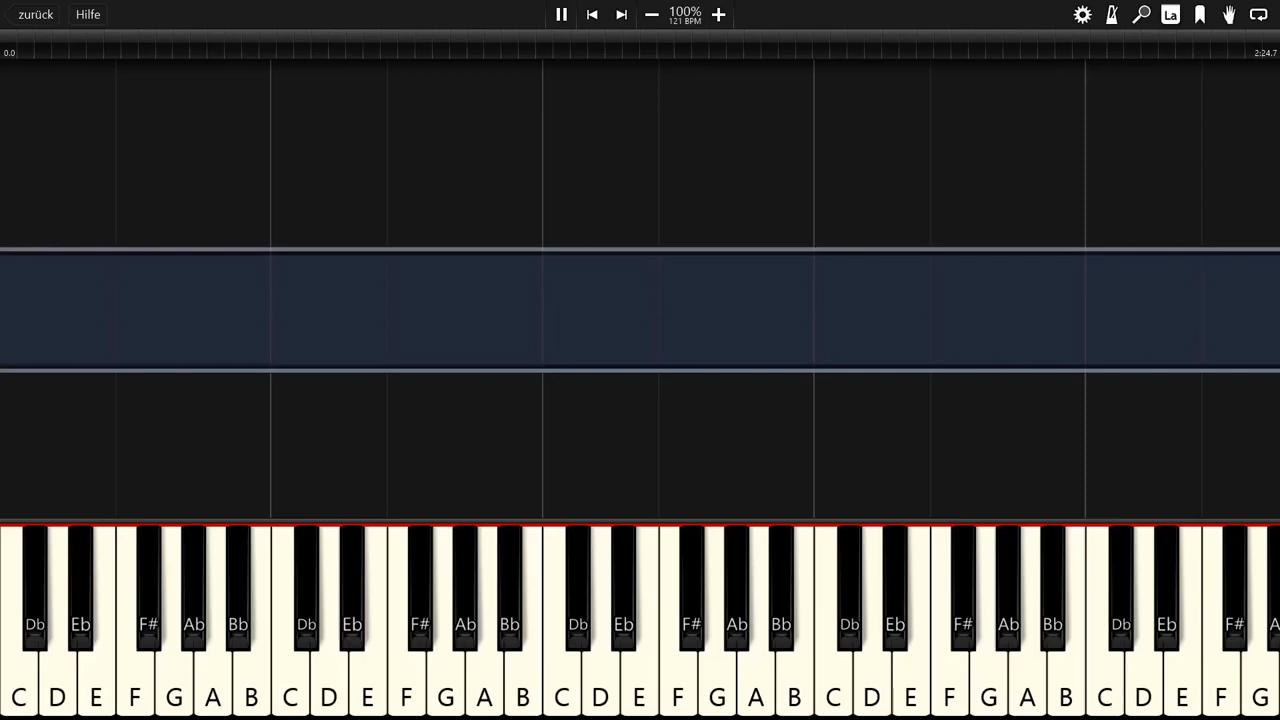 zurück Hilfe 100% La
121 BPM
0.0 2:24.7
Db Eb F# Ab Bb Db Eb F# Ab Bb Db Eb F# Ab Bb Db Eb F# Ab Bb Db Eb F# A
C D E F G A B C D E F G A B C D E F G A B C D E F G A B C D E F G